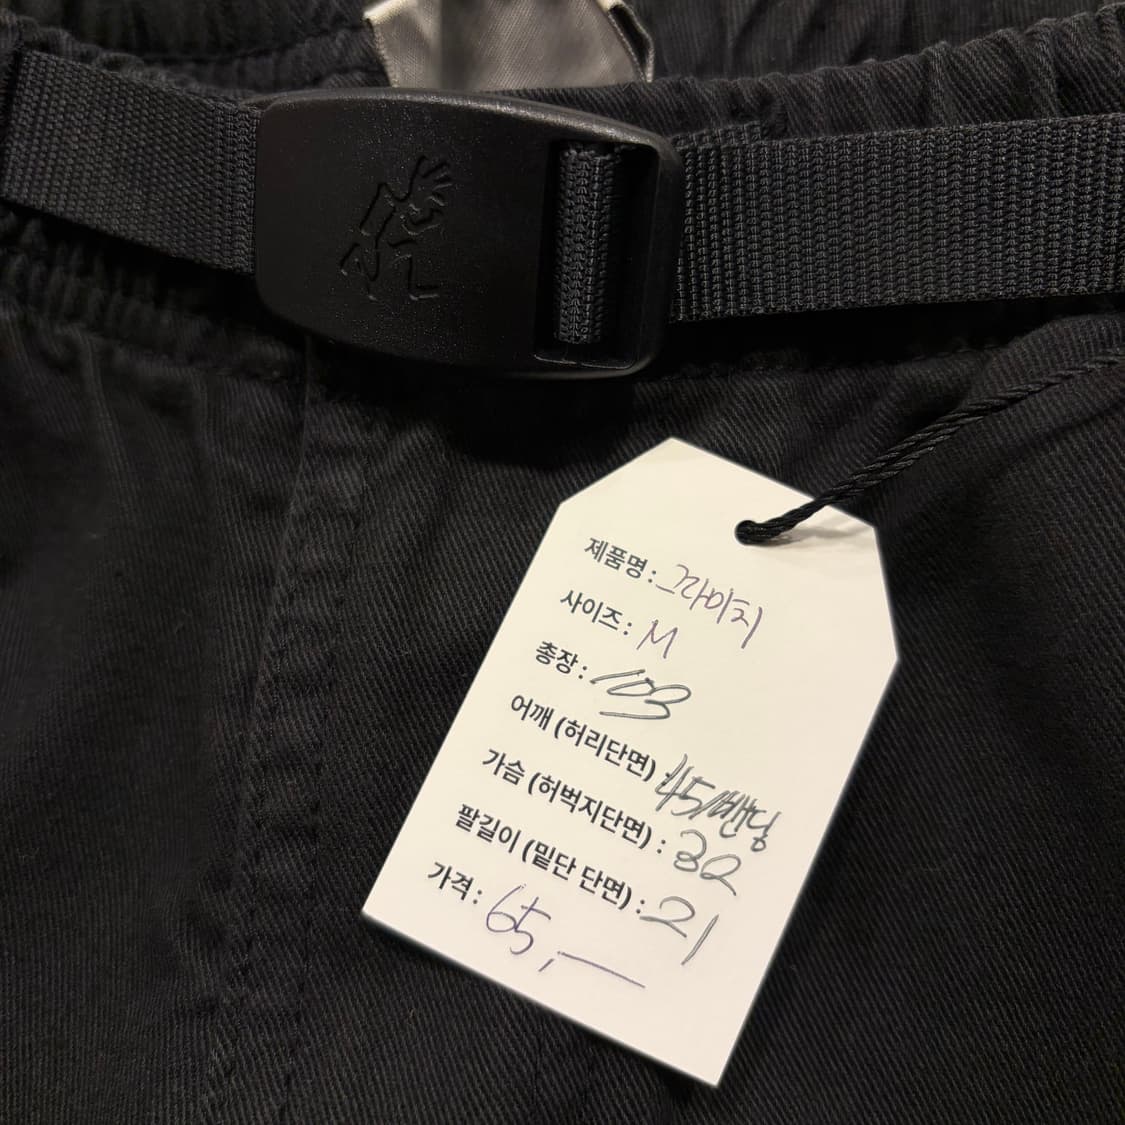 제품명 : 그라미치
사이즈 : M
총장 : 103
어깨 (허리단면) : 45/밴딩
가슴 (허벅지단면) : 32
팔길이 (밑단 단면) : 21
가격 : 65,—